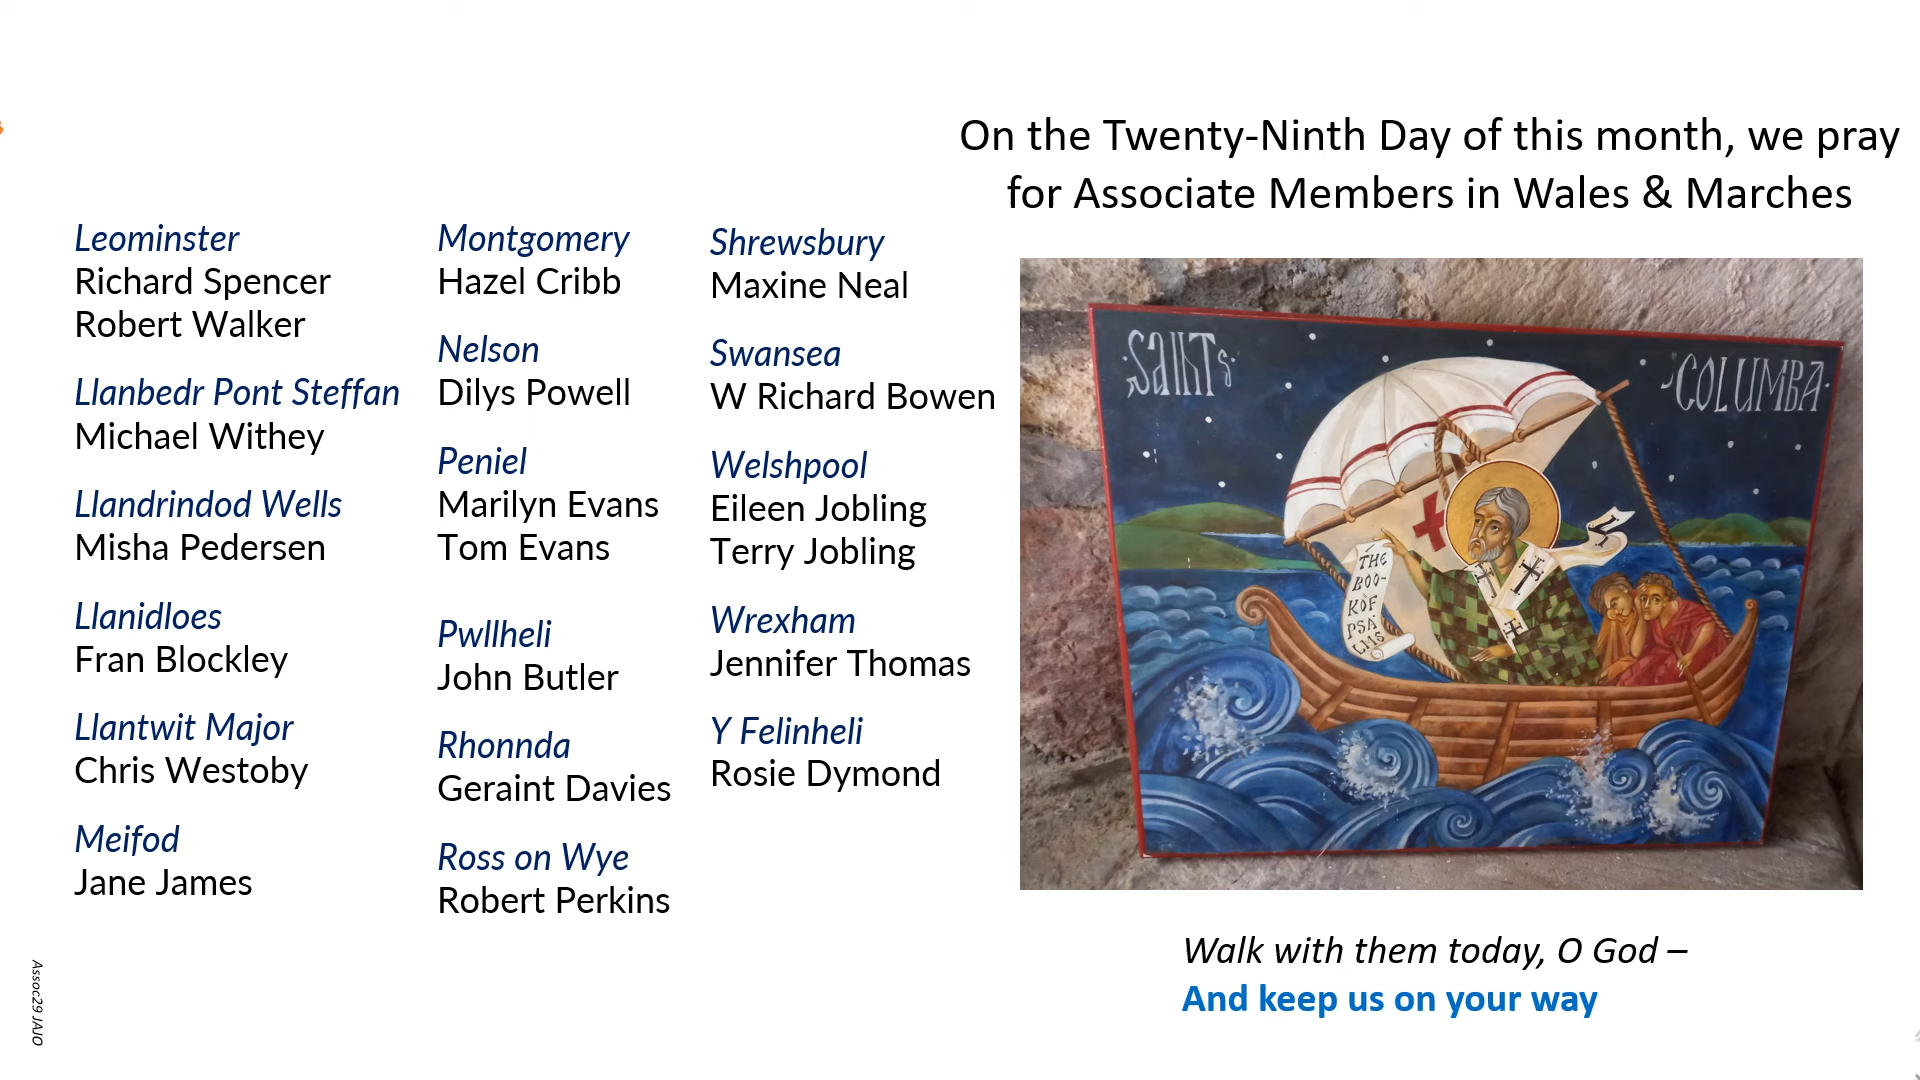 On the Twenty-Ninth Day of this month, we pray
for Associate Members in Wales & Marches
Leominster
Richard Spencer
Robert Walker
Llanbedr Pont Steffan
Michael Withey
Llandrindod Wells
Misha Pedersen
Llanidloes
Fran Blockley
Llantwit Major
Chris Westoby
Meifod
Jane James
Montgomery
Hazel Cribb
Nelson
Dilys Powell
Peniel
Marilyn Evans
Tom Evans
Pwllheli
John Butler
Rhonnda
Geraint Davies
Ross on Wye
Robert Perkins
Shrewsbury
Maxine Neal
Swansea
W Richard Bowen
Welshpool
Eileen Jobling
Terry Jobling
Wrexham
Jennifer Thomas
Y Felinheli
Rosie Dymond
COLUMBA
THE
BOO-
KOF
PSA
LMS
Walk with them today, O God –
And keep us on your way
Assoc29 JAJO